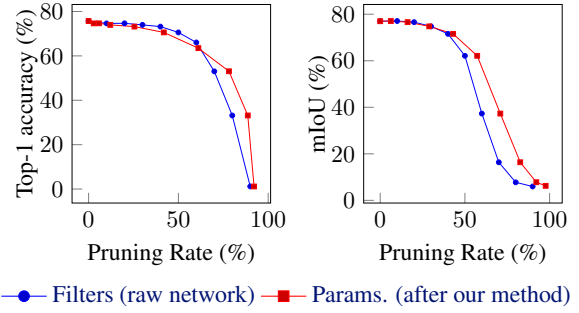 80
60
40
20
0
0
50
100
Top-1 accuracy (%)
Pruning Rate (%)
80
60
40
20
0
0
50
100
mIoU (%)
Pruning Rate (%)
Filters (raw network)
Params. (after our method)